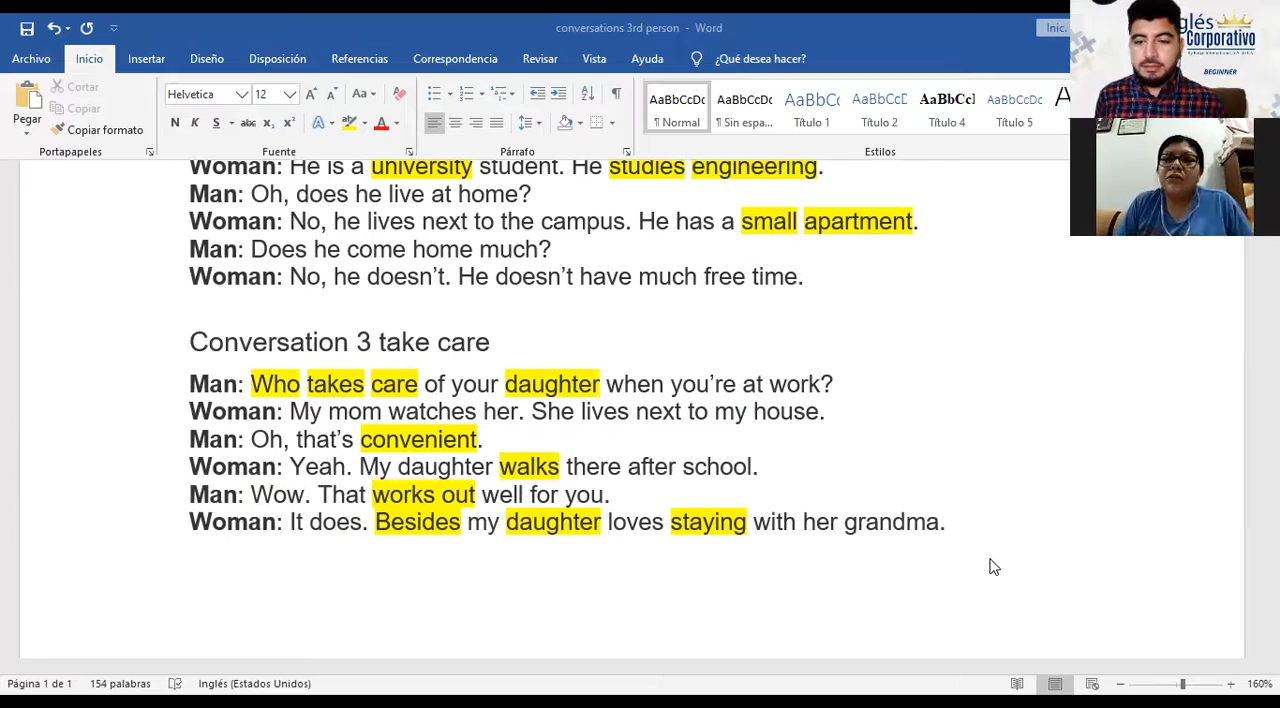 conversations 3rd person - Word
Inic.
Archivo Inicio Insertar Diseño Disposición Referencias Correspondencia Revisar Vista Ayuda ¿Qué desea hacer?
Pegar
Cortar
Copiar
Copiar formato
Portapapeles
Helvetica 12 Aa
N K S abc x₂ x² A A
Fuente
Párrafo
AaBbCcDc AaBbCcDc AaBbC AaBbCcD AaBbCcI AaBbCcD A
¶ Normal ¶ Sin espa... Título 1 Título 2 Título 4 Título 5
Estilos
glés
Corporativo
BEGINNER
Woman: He is a university student. He studies engineering.
Man: Oh, does he live at home?
Woman: No, he lives next to the campus. He has a small apartment.
Man: Does he come home much?
Woman: No, he doesn’t. He doesn’t have much free time.
Conversation 3 take care
Man: Who takes care of your daughter when you’re at work?
Woman: My mom watches her. She lives next to my house.
Man: Oh, that’s convenient.
Woman: Yeah. My daughter walks there after school.
Man: Wow. That works out well for you.
Woman: It does. Besides my daughter loves staying with her grandma.
Página 1 de 1 154 palabras Inglés (Estados Unidos) 160%